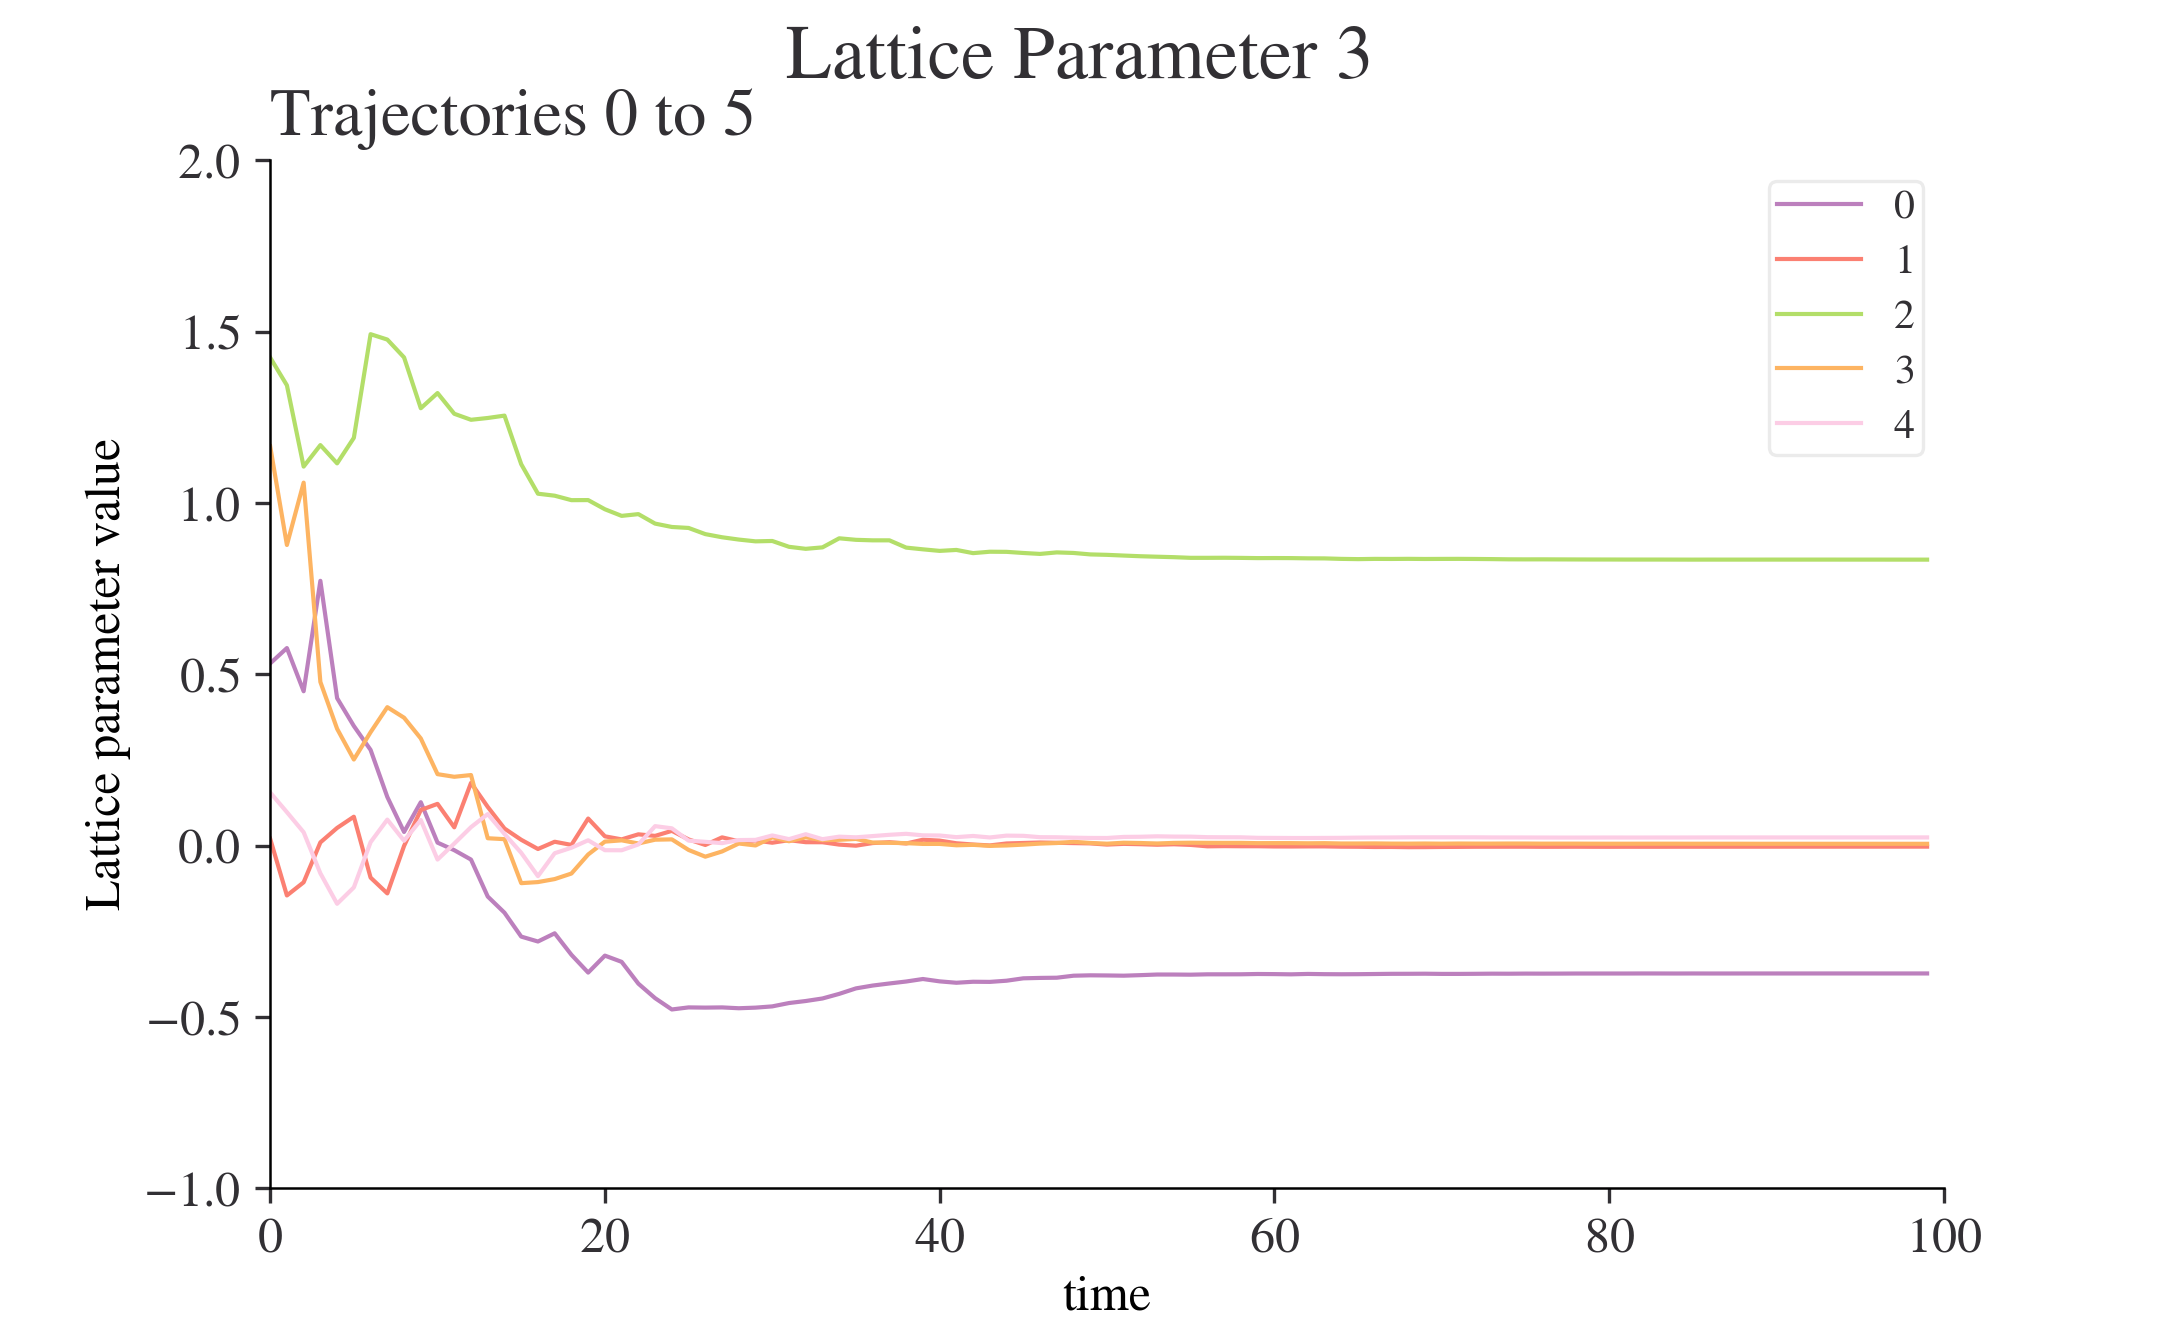 Lattice Parameter 3
Trajectories 0 to 5
2.0
1.5
1.0
0.5
0.0
−0.5
−1.0
Lattice parameter value
0
1
2
3
4
0 20 40 60 80 100
time